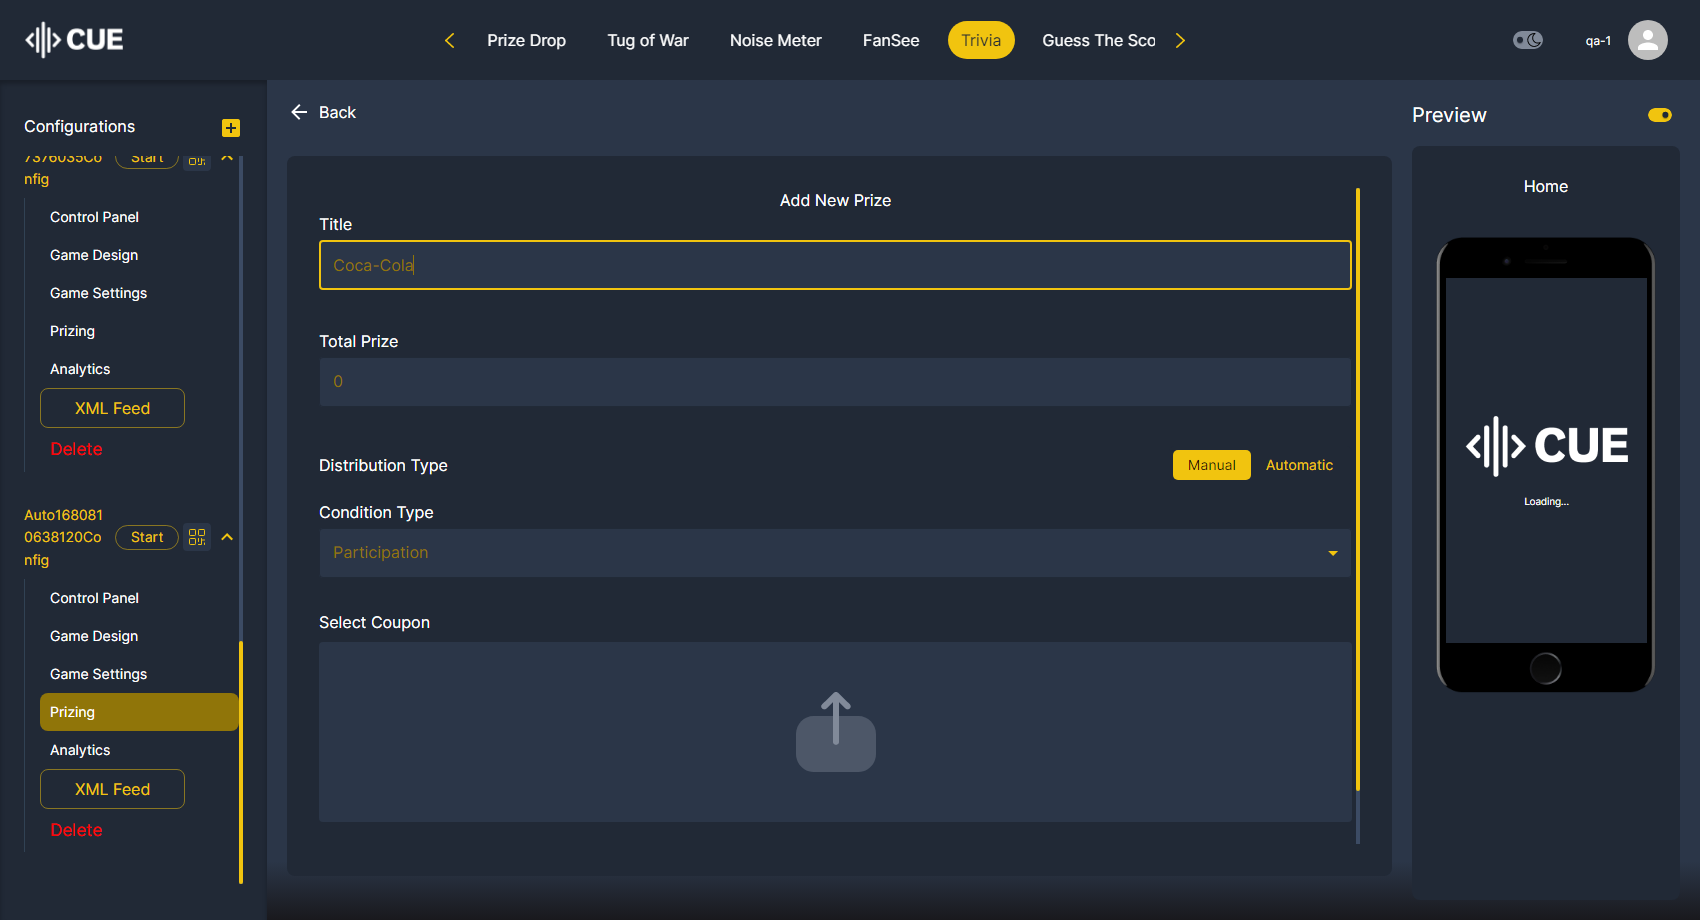 CUE
Prize Drop
Tug of War
Noise Meter
FanSee
Trivia
Guess The Sco
qa-1
Configurations
7376035Co
nfig
Start
Control Panel
Game Design
Game Settings
Prizing
Analytics
XML Feed
Delete
Auto168081
0638120Co
nfig
Start
Control Panel
Game Design
Game Settings
Prizing
Analytics
XML Feed
Delete
Back
Add New Prize
Title
Coca-Cola
Total Prize
0
Distribution Type
Manual
Automatic
Condition Type
Participation
Select Coupon
Preview
Home
CUE
Loading...